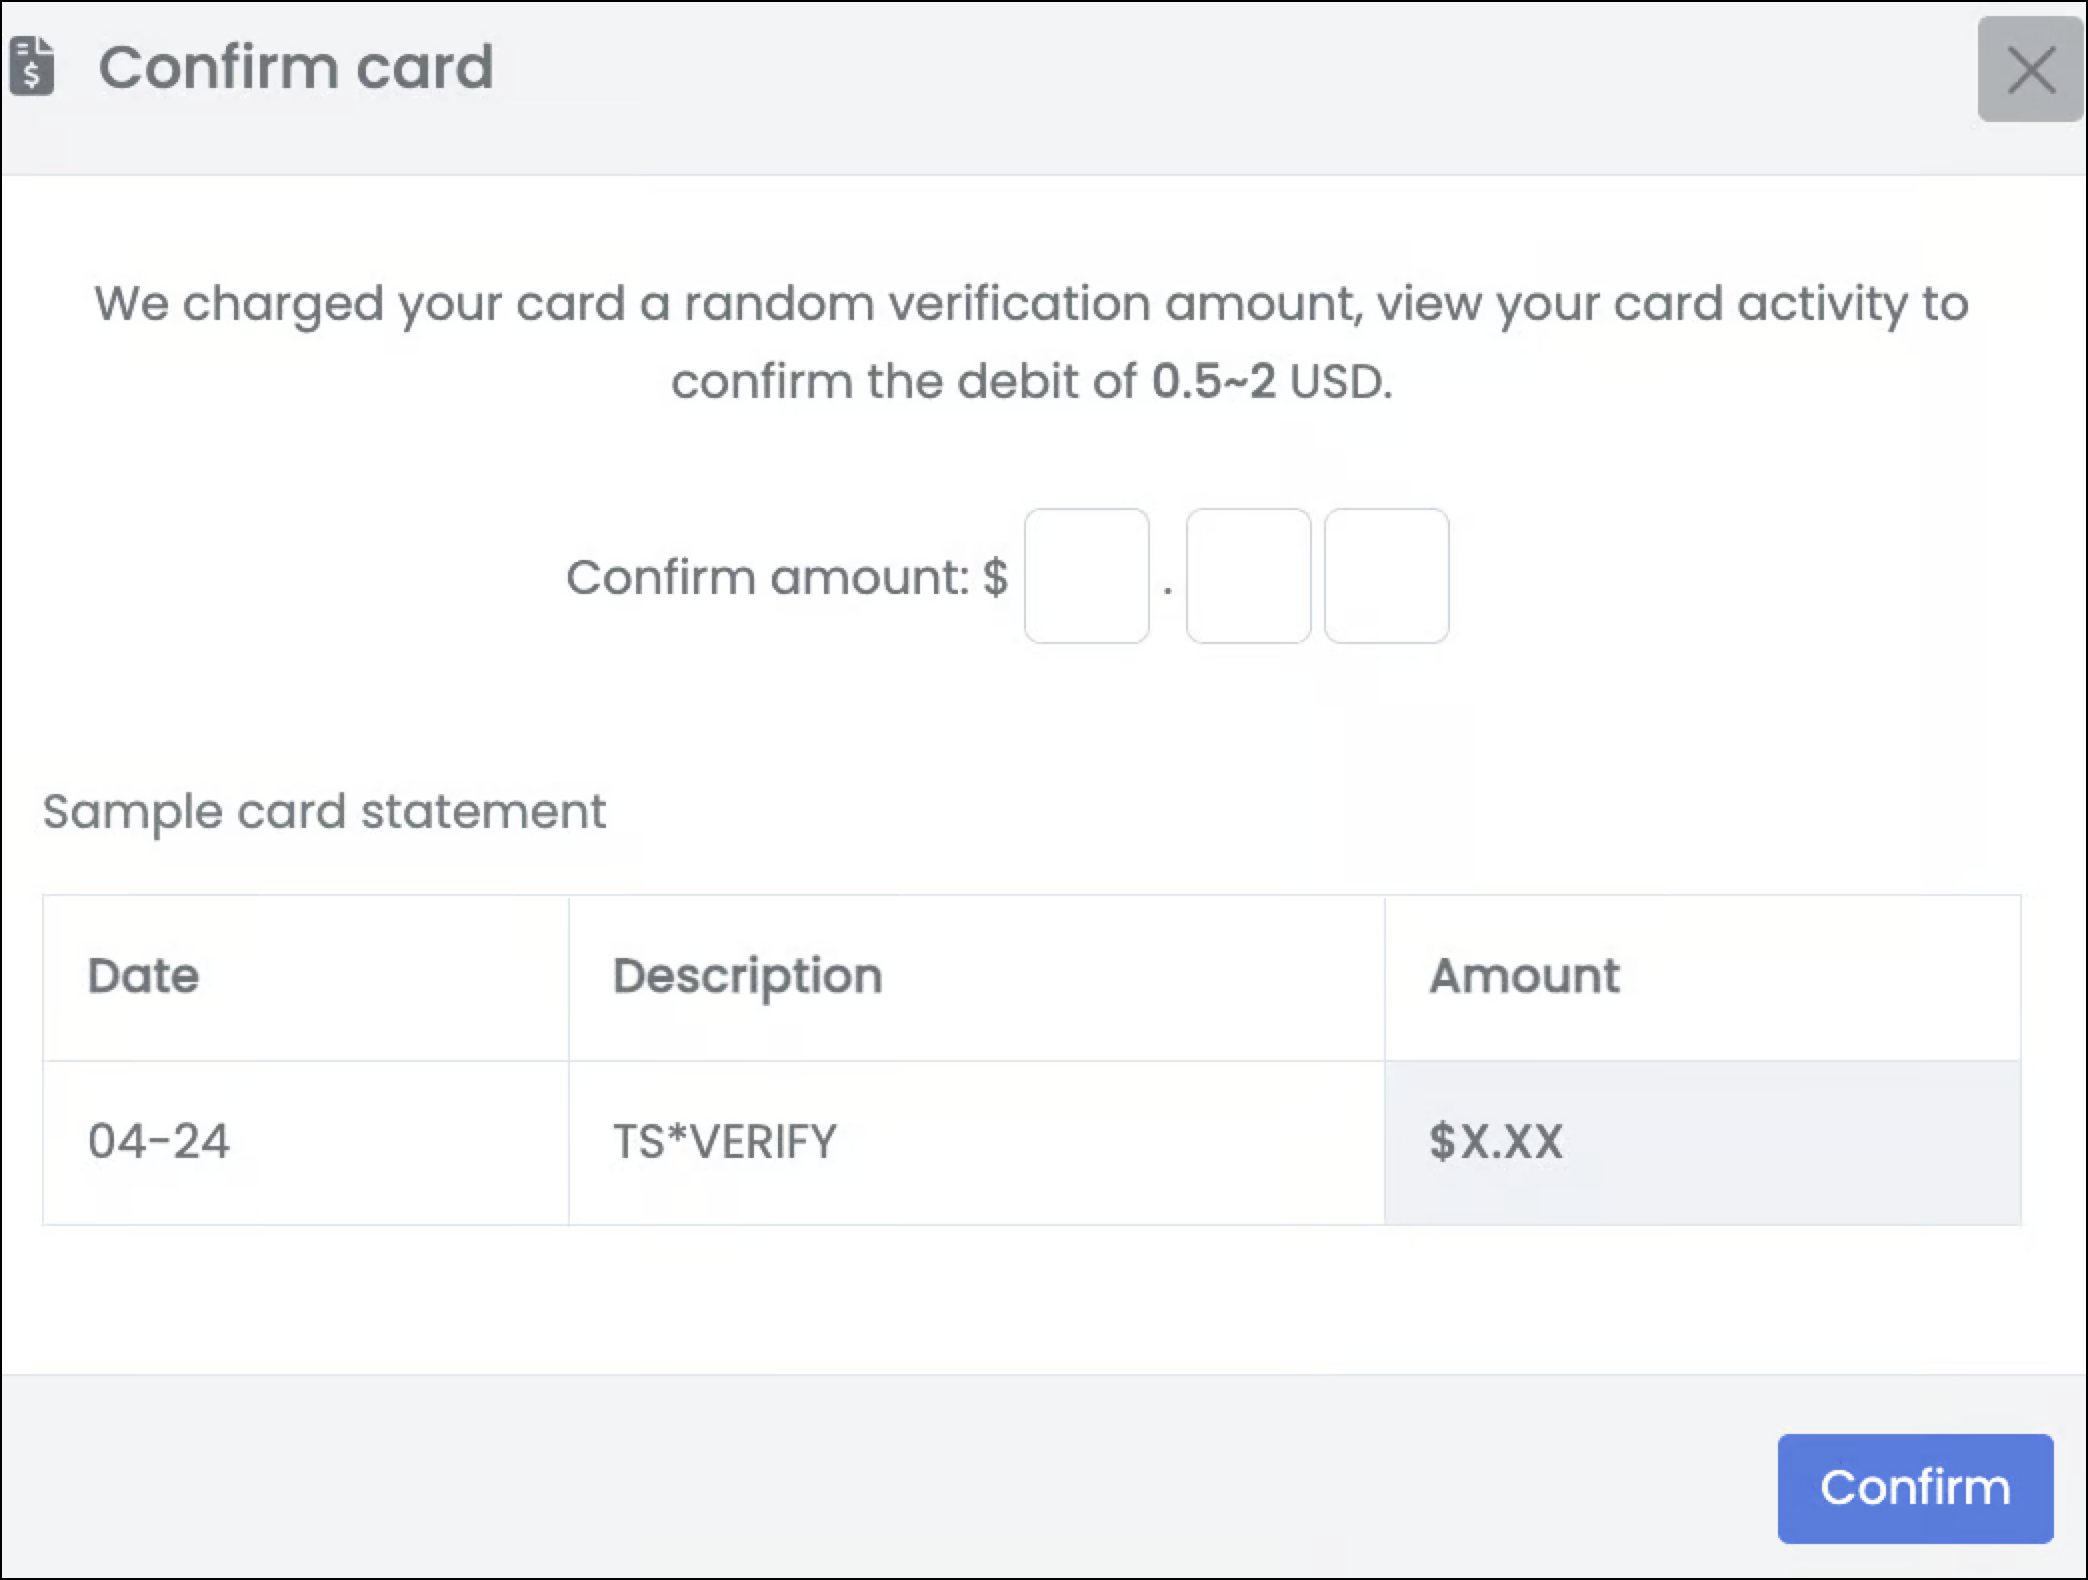 Confirm card
We charged your card a random verification amount, view your card activity to
confirm the debit of 0.5~2 USD.
Confirm amount: $ .
Sample card statement
Date Description Amount
04-24 TS*VERIFY $X.XX
Confirm